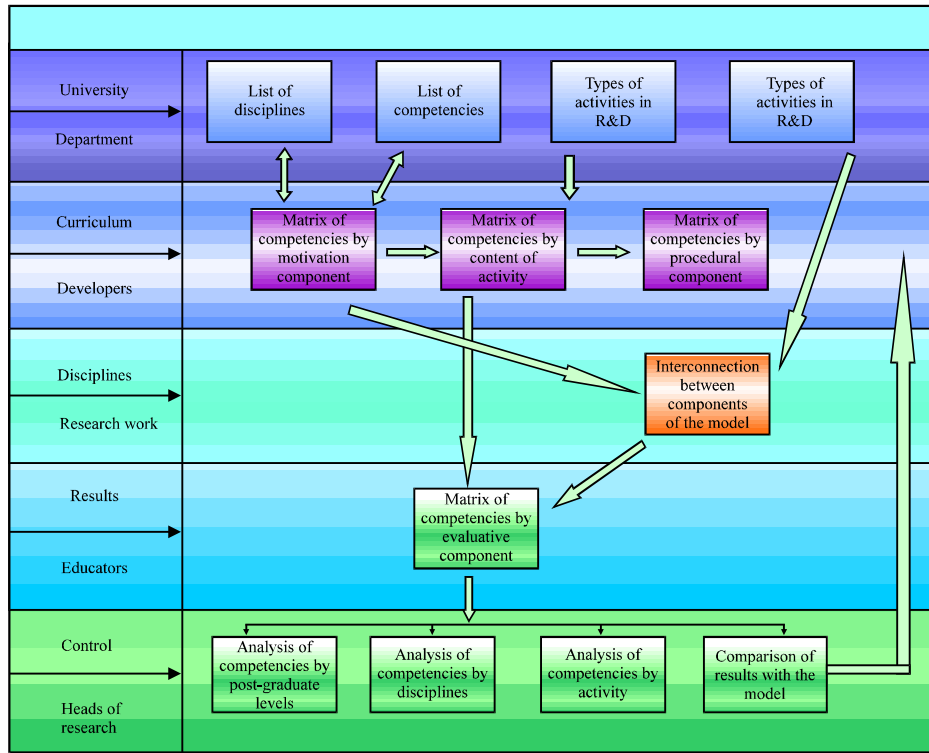 University
Department
List of
disciplines
List of
competencies
Types of
activities in
R&D
Types of
activities in
R&D
Curriculum
Developers
Matrix of
competencies by
motivation
component
Matrix of
competencies by
content of
activity
Matrix of
competencies by
procedural
component
Disciplines
Research work
Interconnection
between
components
of the model
Results
Educators
Matrix of
competencies by
evaluative
component
Control
Heads of
research
Analysis of
competencies by
post-graduate
levels
Analysis of
competencies by
disciplines
Analysis of
competencies by
activity
Comparison of
results with the
model